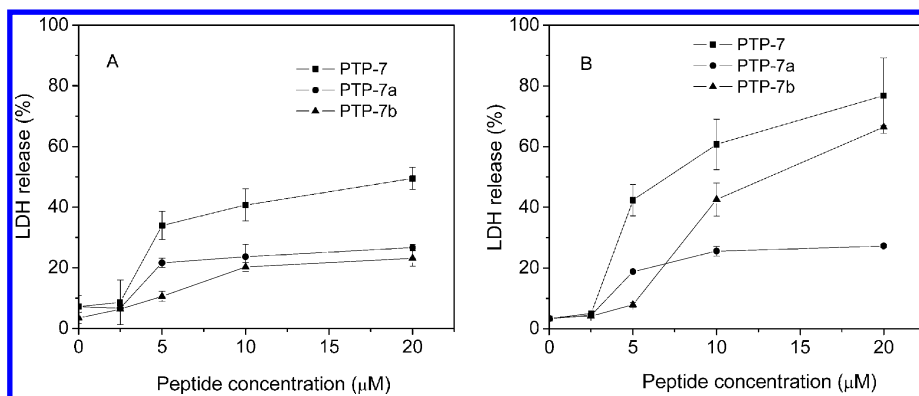 A
PTP-7
PTP-7a
PTP-7b
LDH release (%)
100
80
60
40
20
0
0
5
10
15
20
Peptide concentration (μM)
B
PTP-7
PTP-7a
PTP-7b
LDH release (%)
100
80
60
40
20
0
0
5
10
15
20
Peptide concentration (μM)